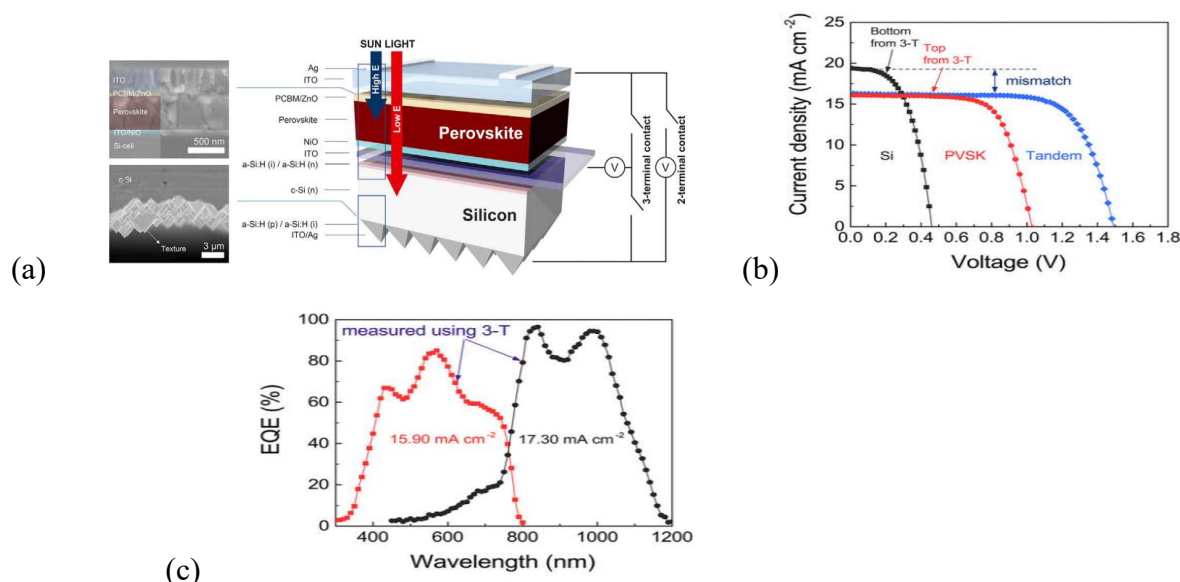 SUN LIGHT
High E
Low E
Ag
ITO
PCBM/ZnO
Perovskite
NiO
ITO
a-Si:H (i) / a-Si:H (n)
c-Si (n)
a-Si:H (p) / a-Si:H (i)
ITO/Ag
ITO
PCBM/ZnO
Perovskite
ITO/NiO
Si-cell
500 nm
c-Si
Texture
3 μm
Perovskite
Silicon
V
V
3-terminal contact
2-terminal contact
(a)
Bottom
from 3-T
Top
from 3-T
mismatch
Si
PVSK
Tandem
Current density (mA cm⁻²)
25
20
15
10
5
0
0.0 0.2 0.4 0.6 0.8 1.0 1.2 1.4 1.6 1.8
Voltage (V)
(b)
measured using 3-T
15.90 mA cm⁻²
17.30 mA cm⁻²
EQE (%)
100
80
60
40
20
0
400 600 800 1000 1200
Wavelength (nm)
(c)